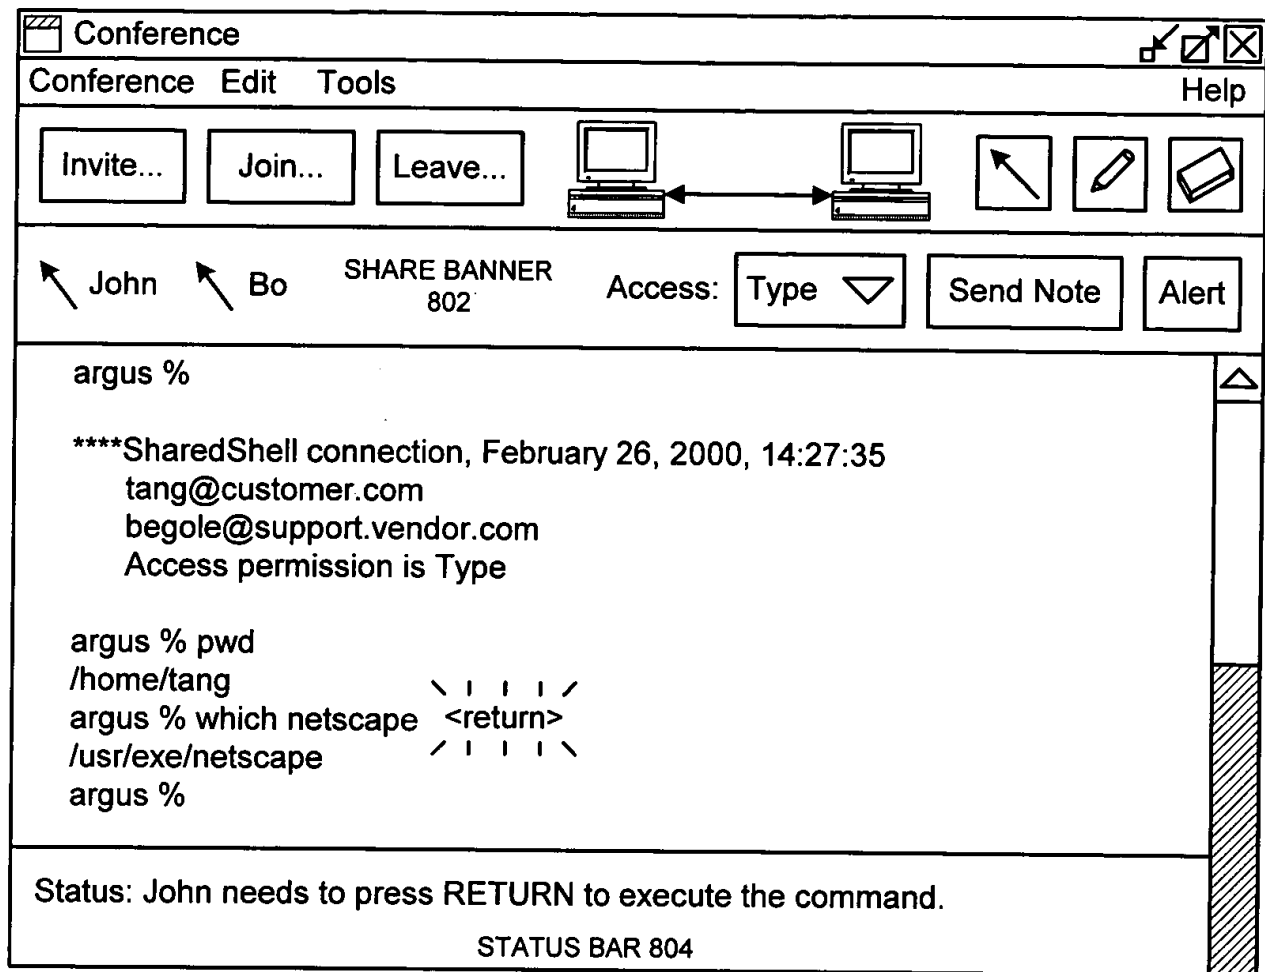 Conference
Conference Edit Tools Help
Invite... Join... Leave...
John Bo SHARE BANNER 802 Access: Type Send Note Alert
argus %
****SharedShell connection, February 26, 2000, 14:27:35
tang@customer.com
begole@support.vendor.com
Access permission is Type
argus % pwd
/home/tang
argus % which netscape <return>
/usr/exe/netscape
argus %
Status: John needs to press RETURN to execute the command.
STATUS BAR 804